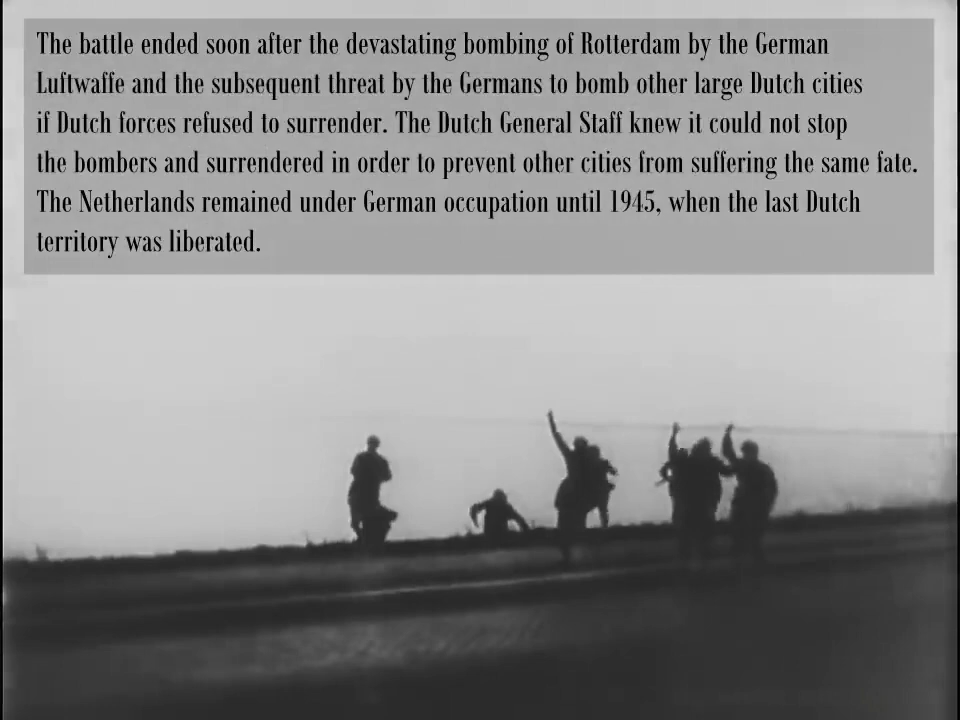 The battle ended soon after the devastating bombing of Rotterdam by the German
Luftwaffe and the subsequent threat by the Germans to bomb other large Dutch cities
if Dutch forces refused to surrender. The Dutch General Staff knew it could not stop
the bombers and surrendered in order to prevent other cities from suffering the same fate.
The Netherlands remained under German occupation until 1945, when the last Dutch
territory was liberated.